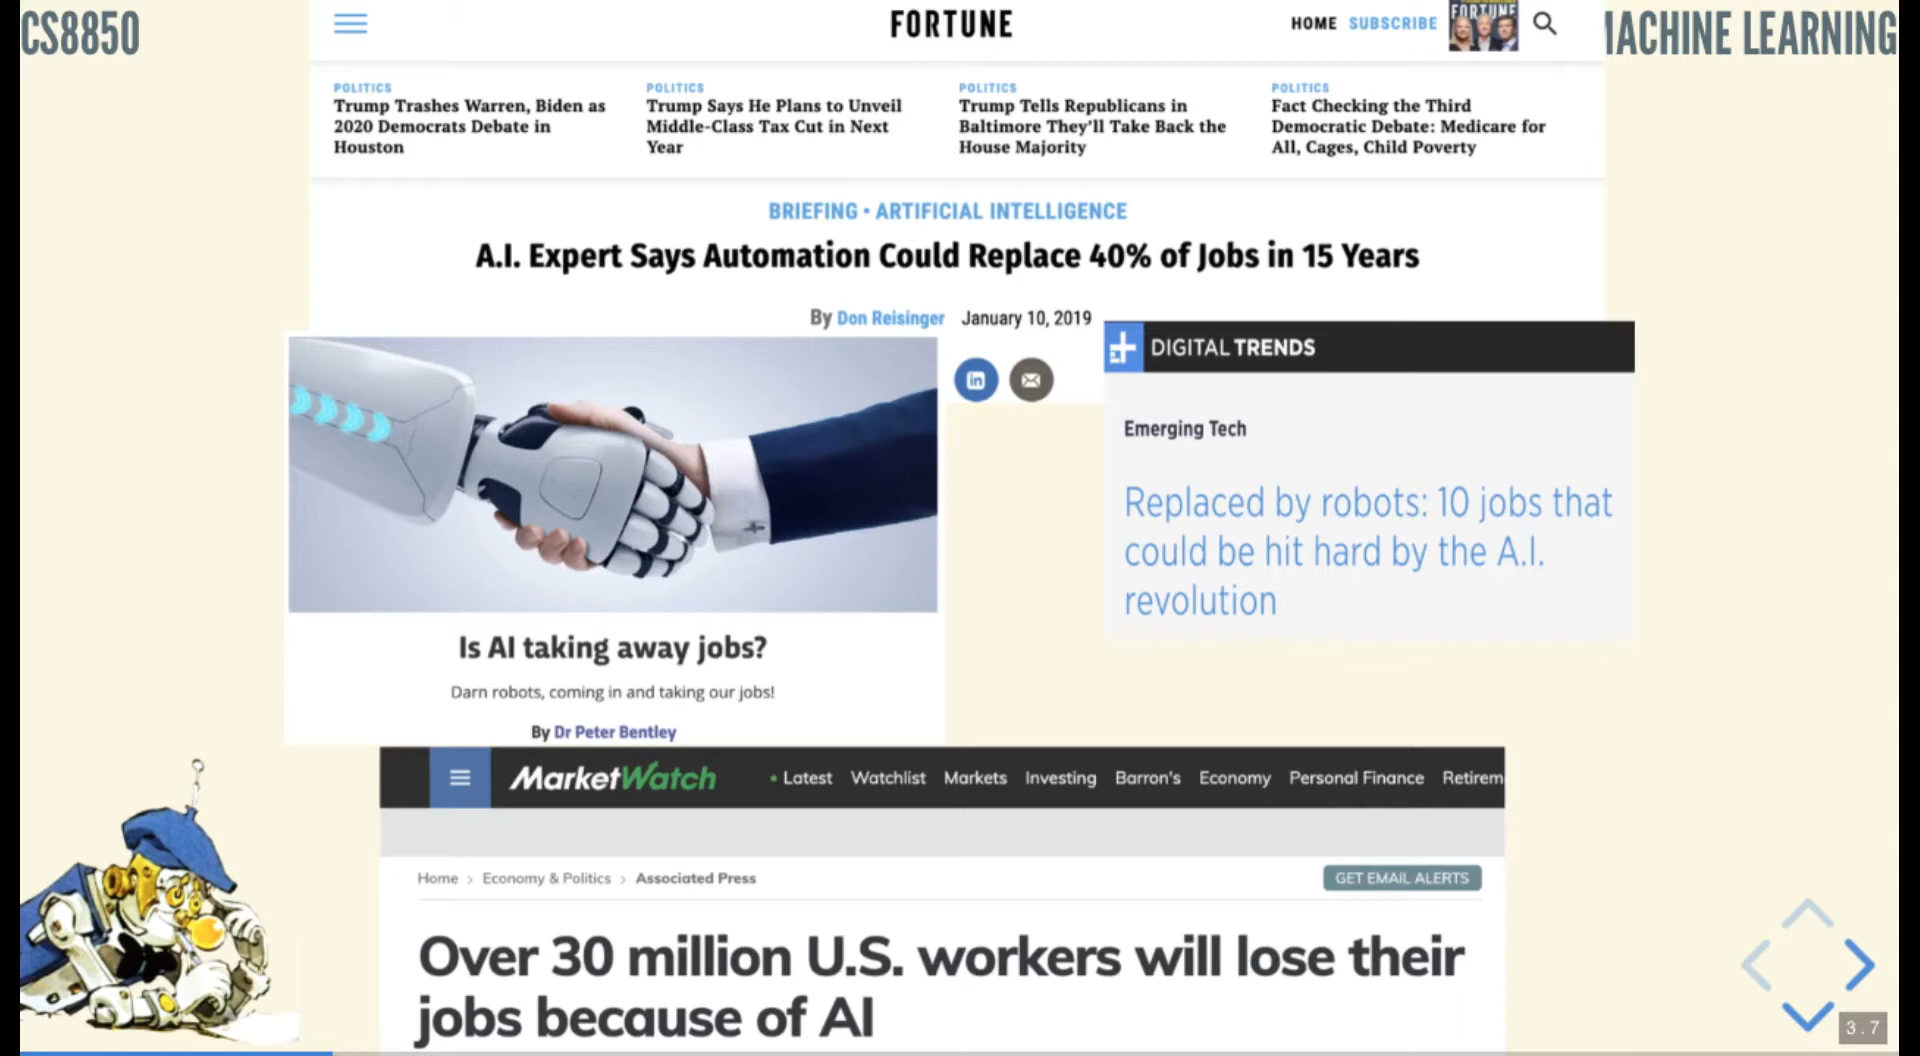 CS8850
FORTUNE
HOME SUBSCRIBE
FORTUNE
MACHINE LEARNING
POLITICS
Trump Trashes Warren, Biden as
2020 Democrats Debate in
Houston
POLITICS
Trump Says He Plans to Unveil
Middle-Class Tax Cut in Next
Year
POLITICS
Trump Tells Republicans in
Baltimore They'll Take Back the
House Majority
POLITICS
Fact Checking the Third
Democratic Debate: Medicare for
All, Cages, Child Poverty
BRIEFING • ARTIFICIAL INTELLIGENCE
A.I. Expert Says Automation Could Replace 40% of Jobs in 15 Years
By Don Reisinger January 10, 2019
in
DIGITAL TRENDS
Emerging Tech
Replaced by robots: 10 jobs that
could be hit hard by the A.I.
revolution
Is AI taking away jobs?
Darn robots, coming in and taking our jobs!
By Dr Peter Bentley
MarketWatch
• Latest Watchlist Markets Investing Barron's Economy Personal Finance Retirem
Home > Economy & Politics > Associated Press
GET EMAIL ALERTS
Over 30 million U.S. workers will lose their
jobs because of AI
3.7